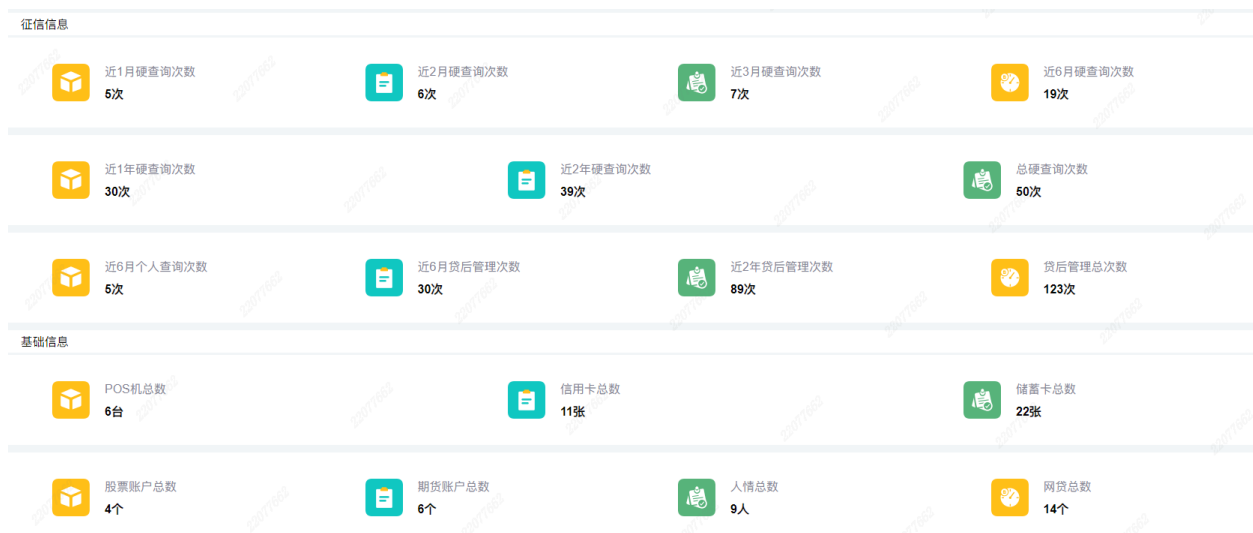 征信信息
近1月硬查询次数
5次
近2月硬查询次数
6次
近3月硬查询次数
7次
近6月硬查询次数
19次
近1年硬查询次数
30次
近2年硬查询次数
39次
总硬查询次数
50次
近6月个人查询次数
5次
近6月贷后管理次数
30次
近2年贷后管理次数
89次
贷后管理总次数
123次
基础信息
POS机总数
6台
信用卡总数
11张
储蓄卡总数
22张
股票账户总数
4个
期货账户总数
6个
人情总数
9人
网贷总数
14个
22077662